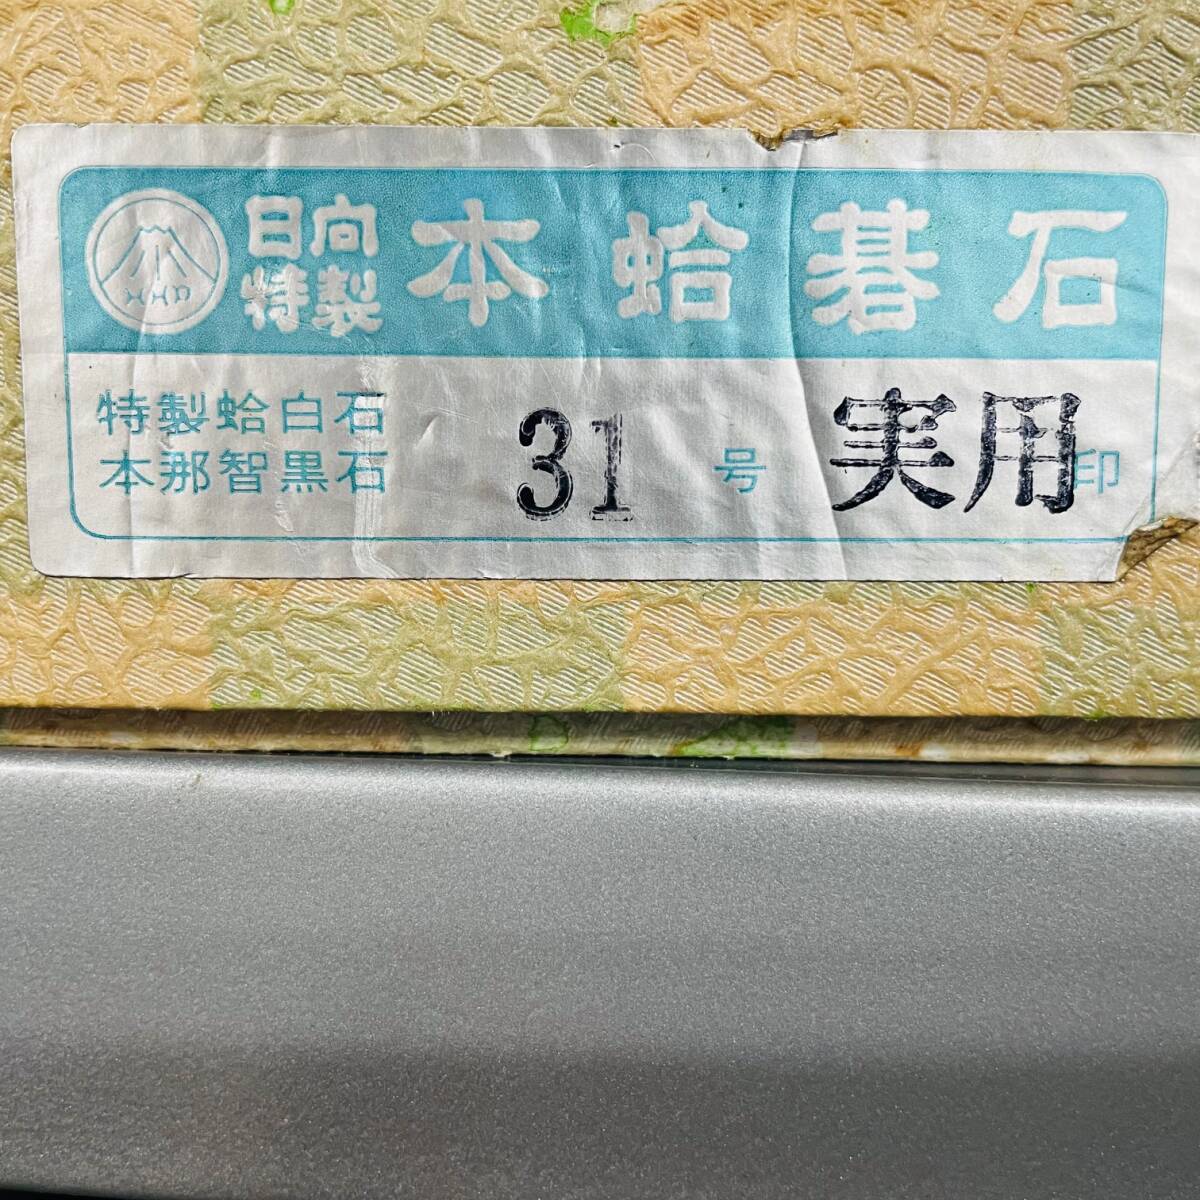 日向特製 本蛤碁石
HHD
特製蛤白石
本那智黒石
31号 実用印